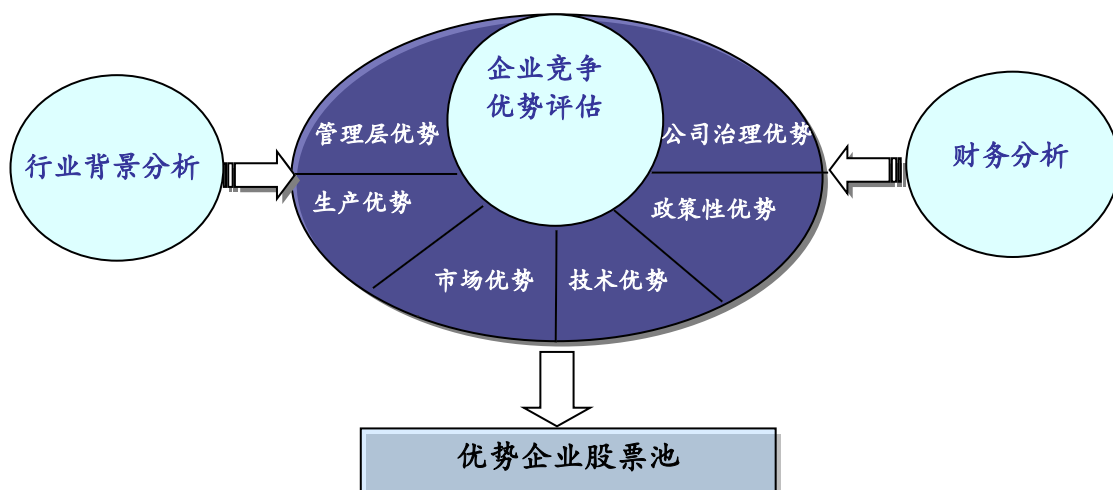 企业竞争
优势评估
管理层优势
公司治理优势
行业背景分析
财务分析
生产优势
政策性优势
市场优势
技术优势
优势企业股票池